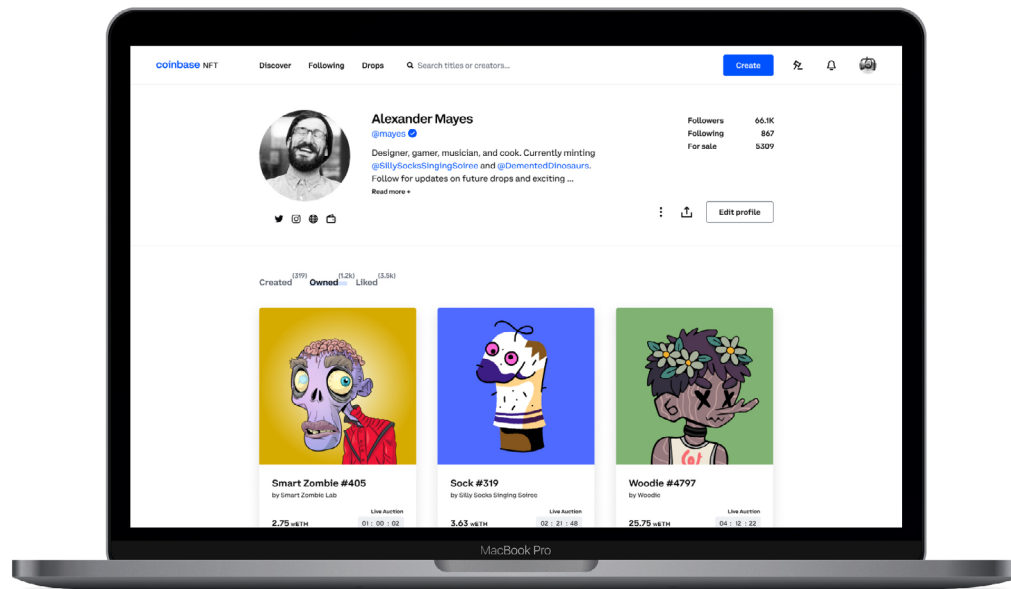 coinbase NFT
Discover Following Drops Search titles or creators... Create
Alexander Mayes
@mayes
Designer, gamer, musician, and cook. Currently minting
@SillySocksSingingSoiree and @DementedDinosaurs.
Follow for updates on future drops and exciting ...
Read more +
Followers 66.1K
Following 867
For sale 5309
Edit profile
Created (319) Owned (1.2k) Liked (3.5k)
Smart Zombie #405
by Smart Zombie Lab
Live Auction
2.75 wETH 01 : 00 : 02
Sock #319
by Silly Socks Singing Soiree
Live Auction
3.63 wETH 02 : 21 : 48
Woodie #4797
by Woodie
Live Auction
25.75 wETH 04 : 12 : 22
MacBook Pro